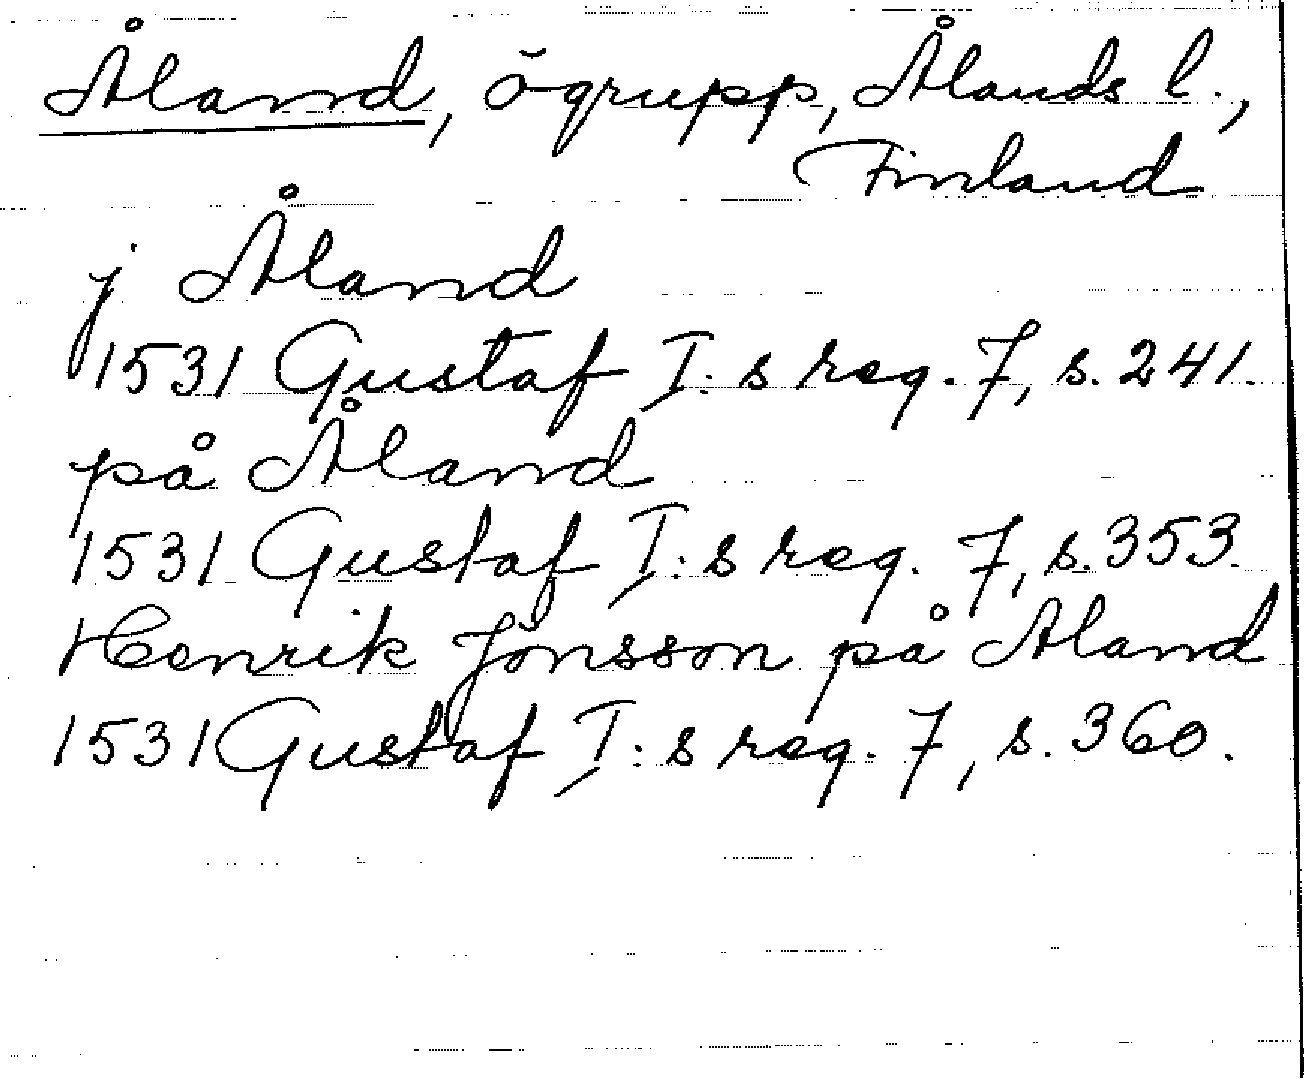 Åland, ögrupp, Ålands l.,
Finland
j Åland
1531 Gustaf I:s reg. 7, s. 241.
på Åland
1531 Gustaf I:s reg. 7, s. 353.
Henrik Jönsson på Åland
1531 Gustaf I:s reg. 7, s. 360.